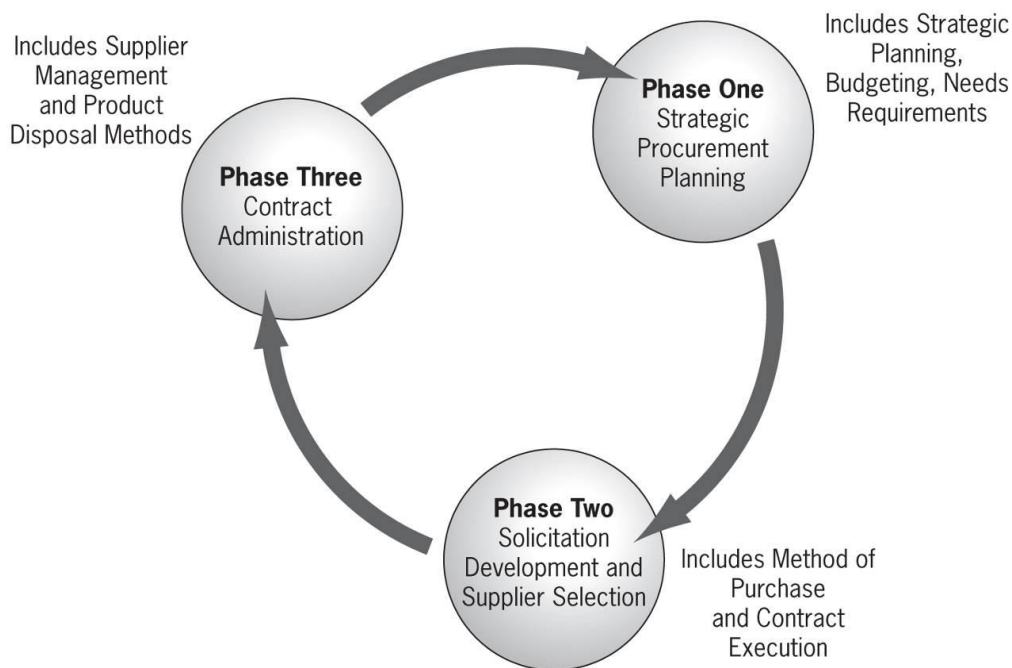 Includes Supplier
Management
and Product
Disposal Methods
Phase Three
Contract
Administration
Phase One
Strategic
Procurement
Planning
Includes Strategic
Planning,
Budgeting, Needs
Requirements
Phase Two
Solicitation
Development and
Supplier Selection
Includes Method of
Purchase
and Contract
Execution